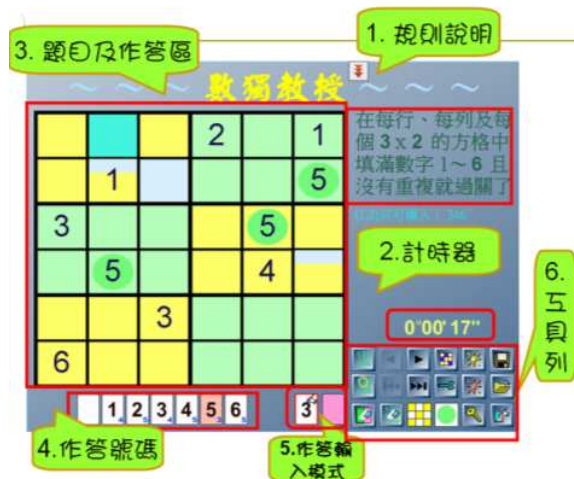 3. 題目及作答區
1. 規則說明
~ ~ ~ ~ 數獨教授 ~ ~ ~
在每行、每列及每
個 3 x 2 的方格中
填滿數字 1～6 且
沒有重複就過關了
2 1
1 5
3 5
5 4
3
6
2.計時器
0"00' 17"
6.
工
具
列
1 2 3 4 5 6
3
4.作答號碼
5.作答輸
入模式